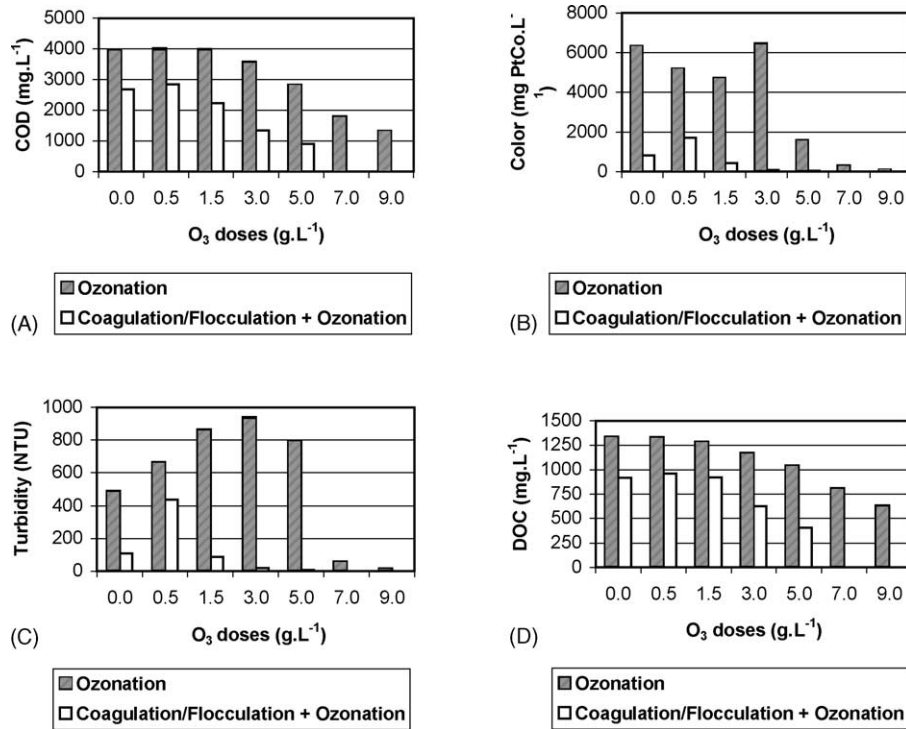 5000
4000
3000
2000
1000
0
COD (mg.L-1)
0.0 0.5 1.5 3.0 5.0 7.0 9.0
O3 doses (g.L-1)
Ozonation
Coagulation/Flocculation + Ozonation
(A)
8000
6000
4000
2000
0
Color (mg PtCo.L-
1)
0.0 0.5 1.5 3.0 5.0 7.0 9.0
O3 doses (g.L-1)
Ozonation
Coagulation/Flocculation + Ozonation
(B)
1000
800
600
400
200
0
Turbidity (NTU)
0.0 0.5 1.5 3.0 5.0 7.0 9.0
O3 doses (g.L-1)
(C)
Ozonation
Coagulation/Flocculation + Ozonation
1500
1250
1000
750
500
250
0
DOC (mg.L-1)
0.0 0.5 1.5 3.0 5.0 7.0 9.0
O3 doses (g.L-1)
(D)
Ozonation
Coagulation/Flocculation + Ozonation